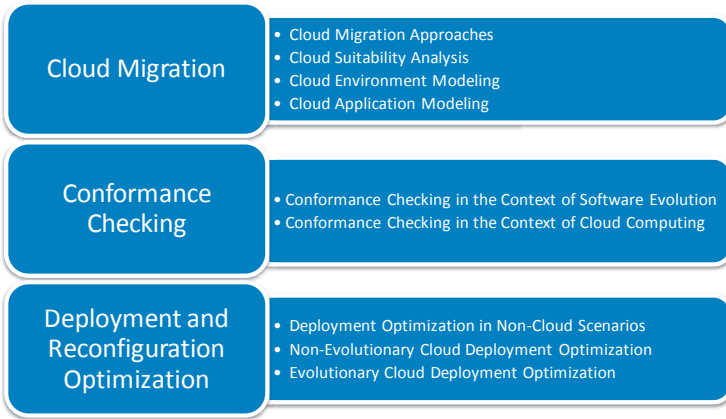 Cloud Migration
• Cloud Migration Approaches
• Cloud Suitability Analysis
• Cloud Environment Modeling
• Cloud Application Modeling
Conformance
Checking
• Conformance Checking in the Context of Software Evolution
• Conformance Checking in the Context of Cloud Computing
Deployment and
Reconfiguration
Optimization
• Deployment Optimization in Non-Cloud Scenarios
• Non-Evolutionary Cloud Deployment Optimization
• Evolutionary Cloud Deployment Optimization